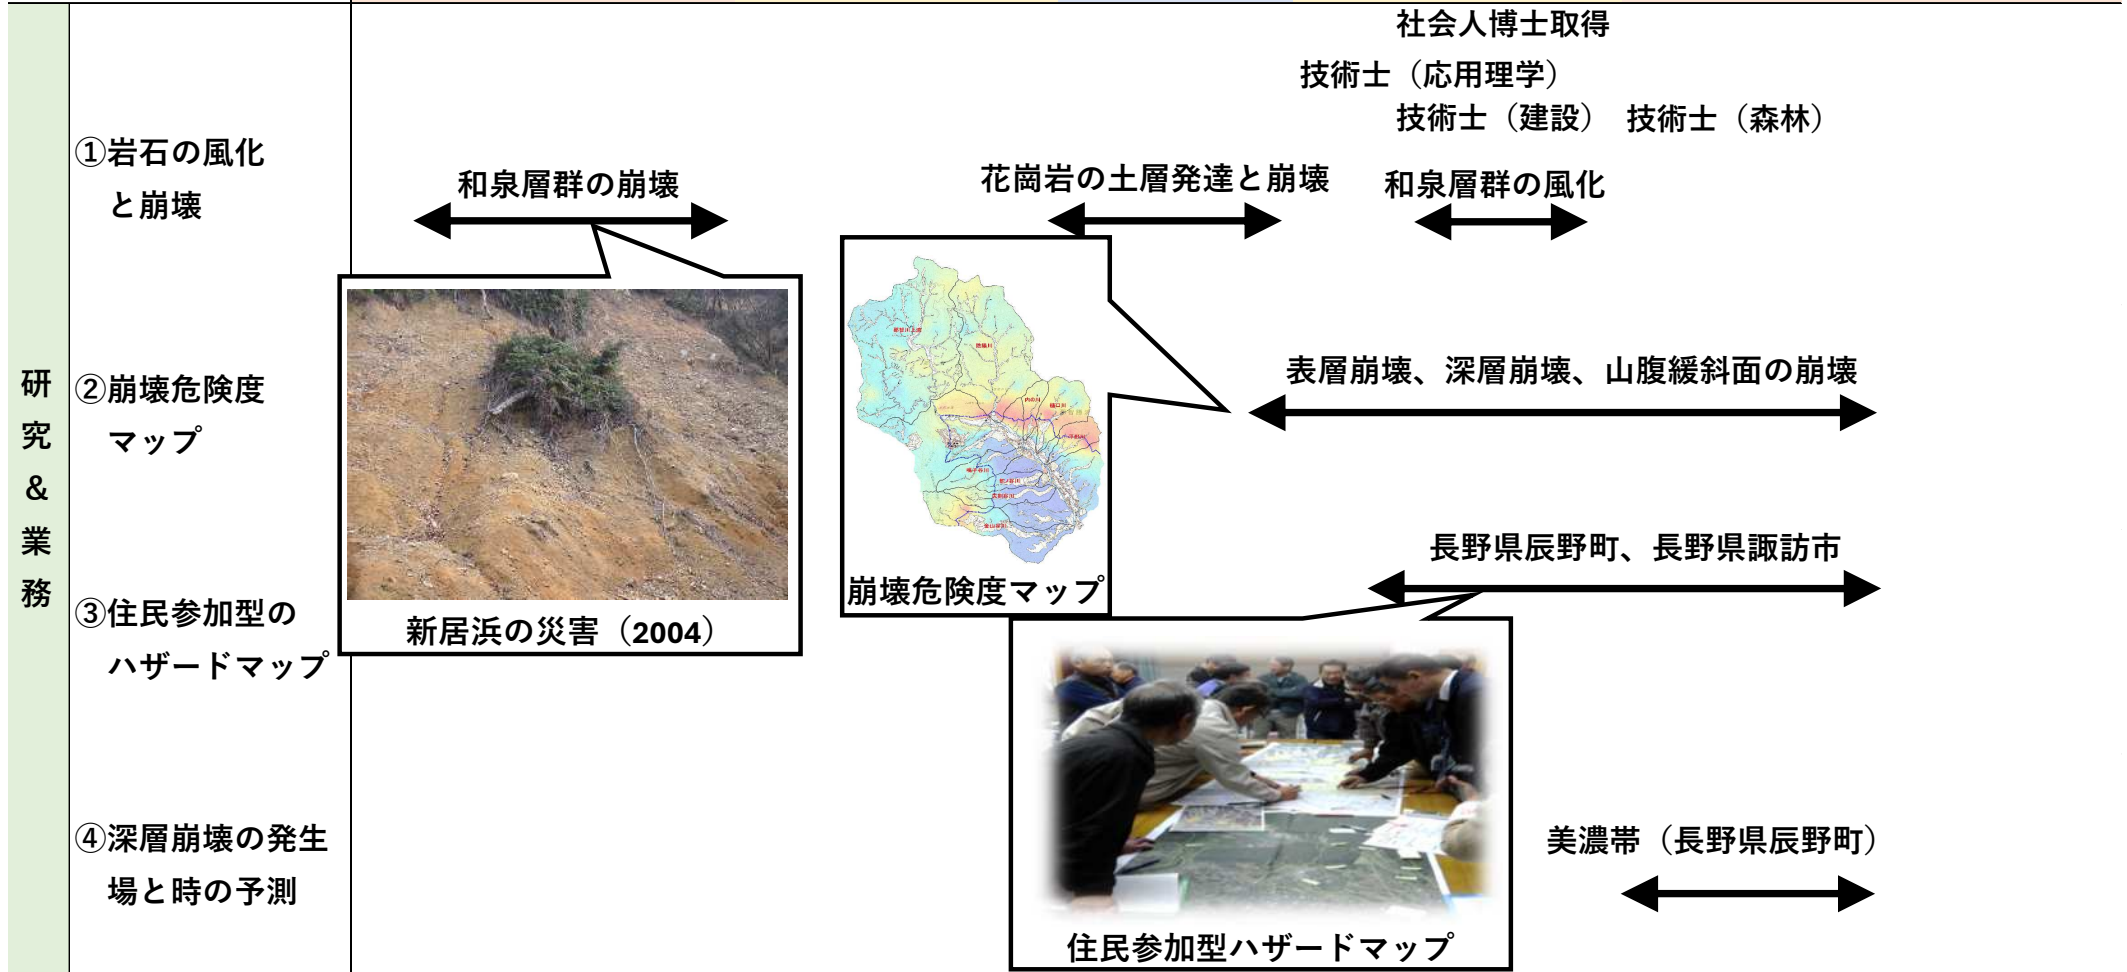 社会人博士取得
技術士（応用理学）
技術士（建設） 技術士（森林）
研究&業務
①岩石の風化
と崩壊
和泉層群の崩壊
花崗岩の土層発達と崩壊
和泉層群の風化
②崩壊危険度
マップ
表層崩壊、深層崩壊、山腹緩斜面の崩壊
新居浜の災害（2004）
内の川
樋口川
崩壊危険度マップ
③住民参加型の
ハザードマップ
長野県辰野町、長野県諏訪市
住民参加型ハザードマップ
④深層崩壊の発生
場と時の予測
美濃帯（長野県辰野町）